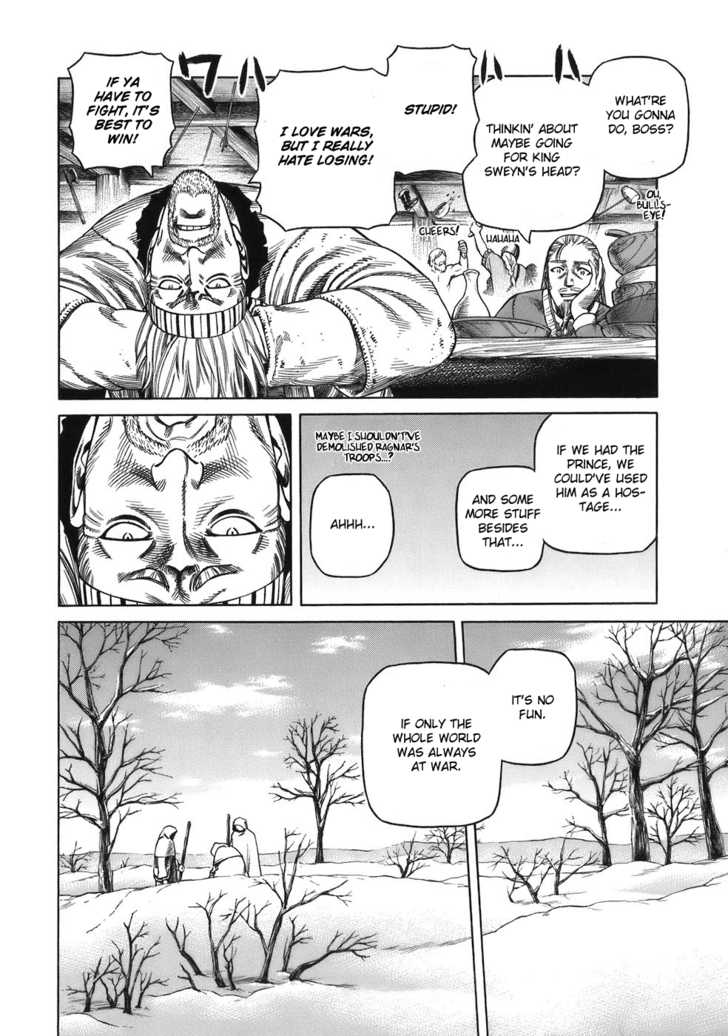 WHAT'RE
YOU GONNA
DO, BOSS?
THINKIN' ABOUT
MAYBE GOING
FOR KING
SWEYN'S HEAD?
OH,
BULLS-
EYE!
HAHAHA
CHEERS!
STUPID!
I LOVE WARS,
BUT I REALLY
HATE LOSING!
IF YA
HAVE TO
FIGHT, IT'S
BEST TO
WIN!
ワハハ
IF WE HAD THE
PRINCE, WE
COULD'VE USED
HIM AS A HOS-
TAGE...
AND SOME
MORE STUFF
BESIDES
THAT...
MAYBE I SHOULDN'T'VE
DEMOLISHED RAGNAR'S
TROOPS...?
AHHH...
IT'S NO
FUN.
IF ONLY THE
WHOLE WORLD
WAS ALWAYS
AT WAR.